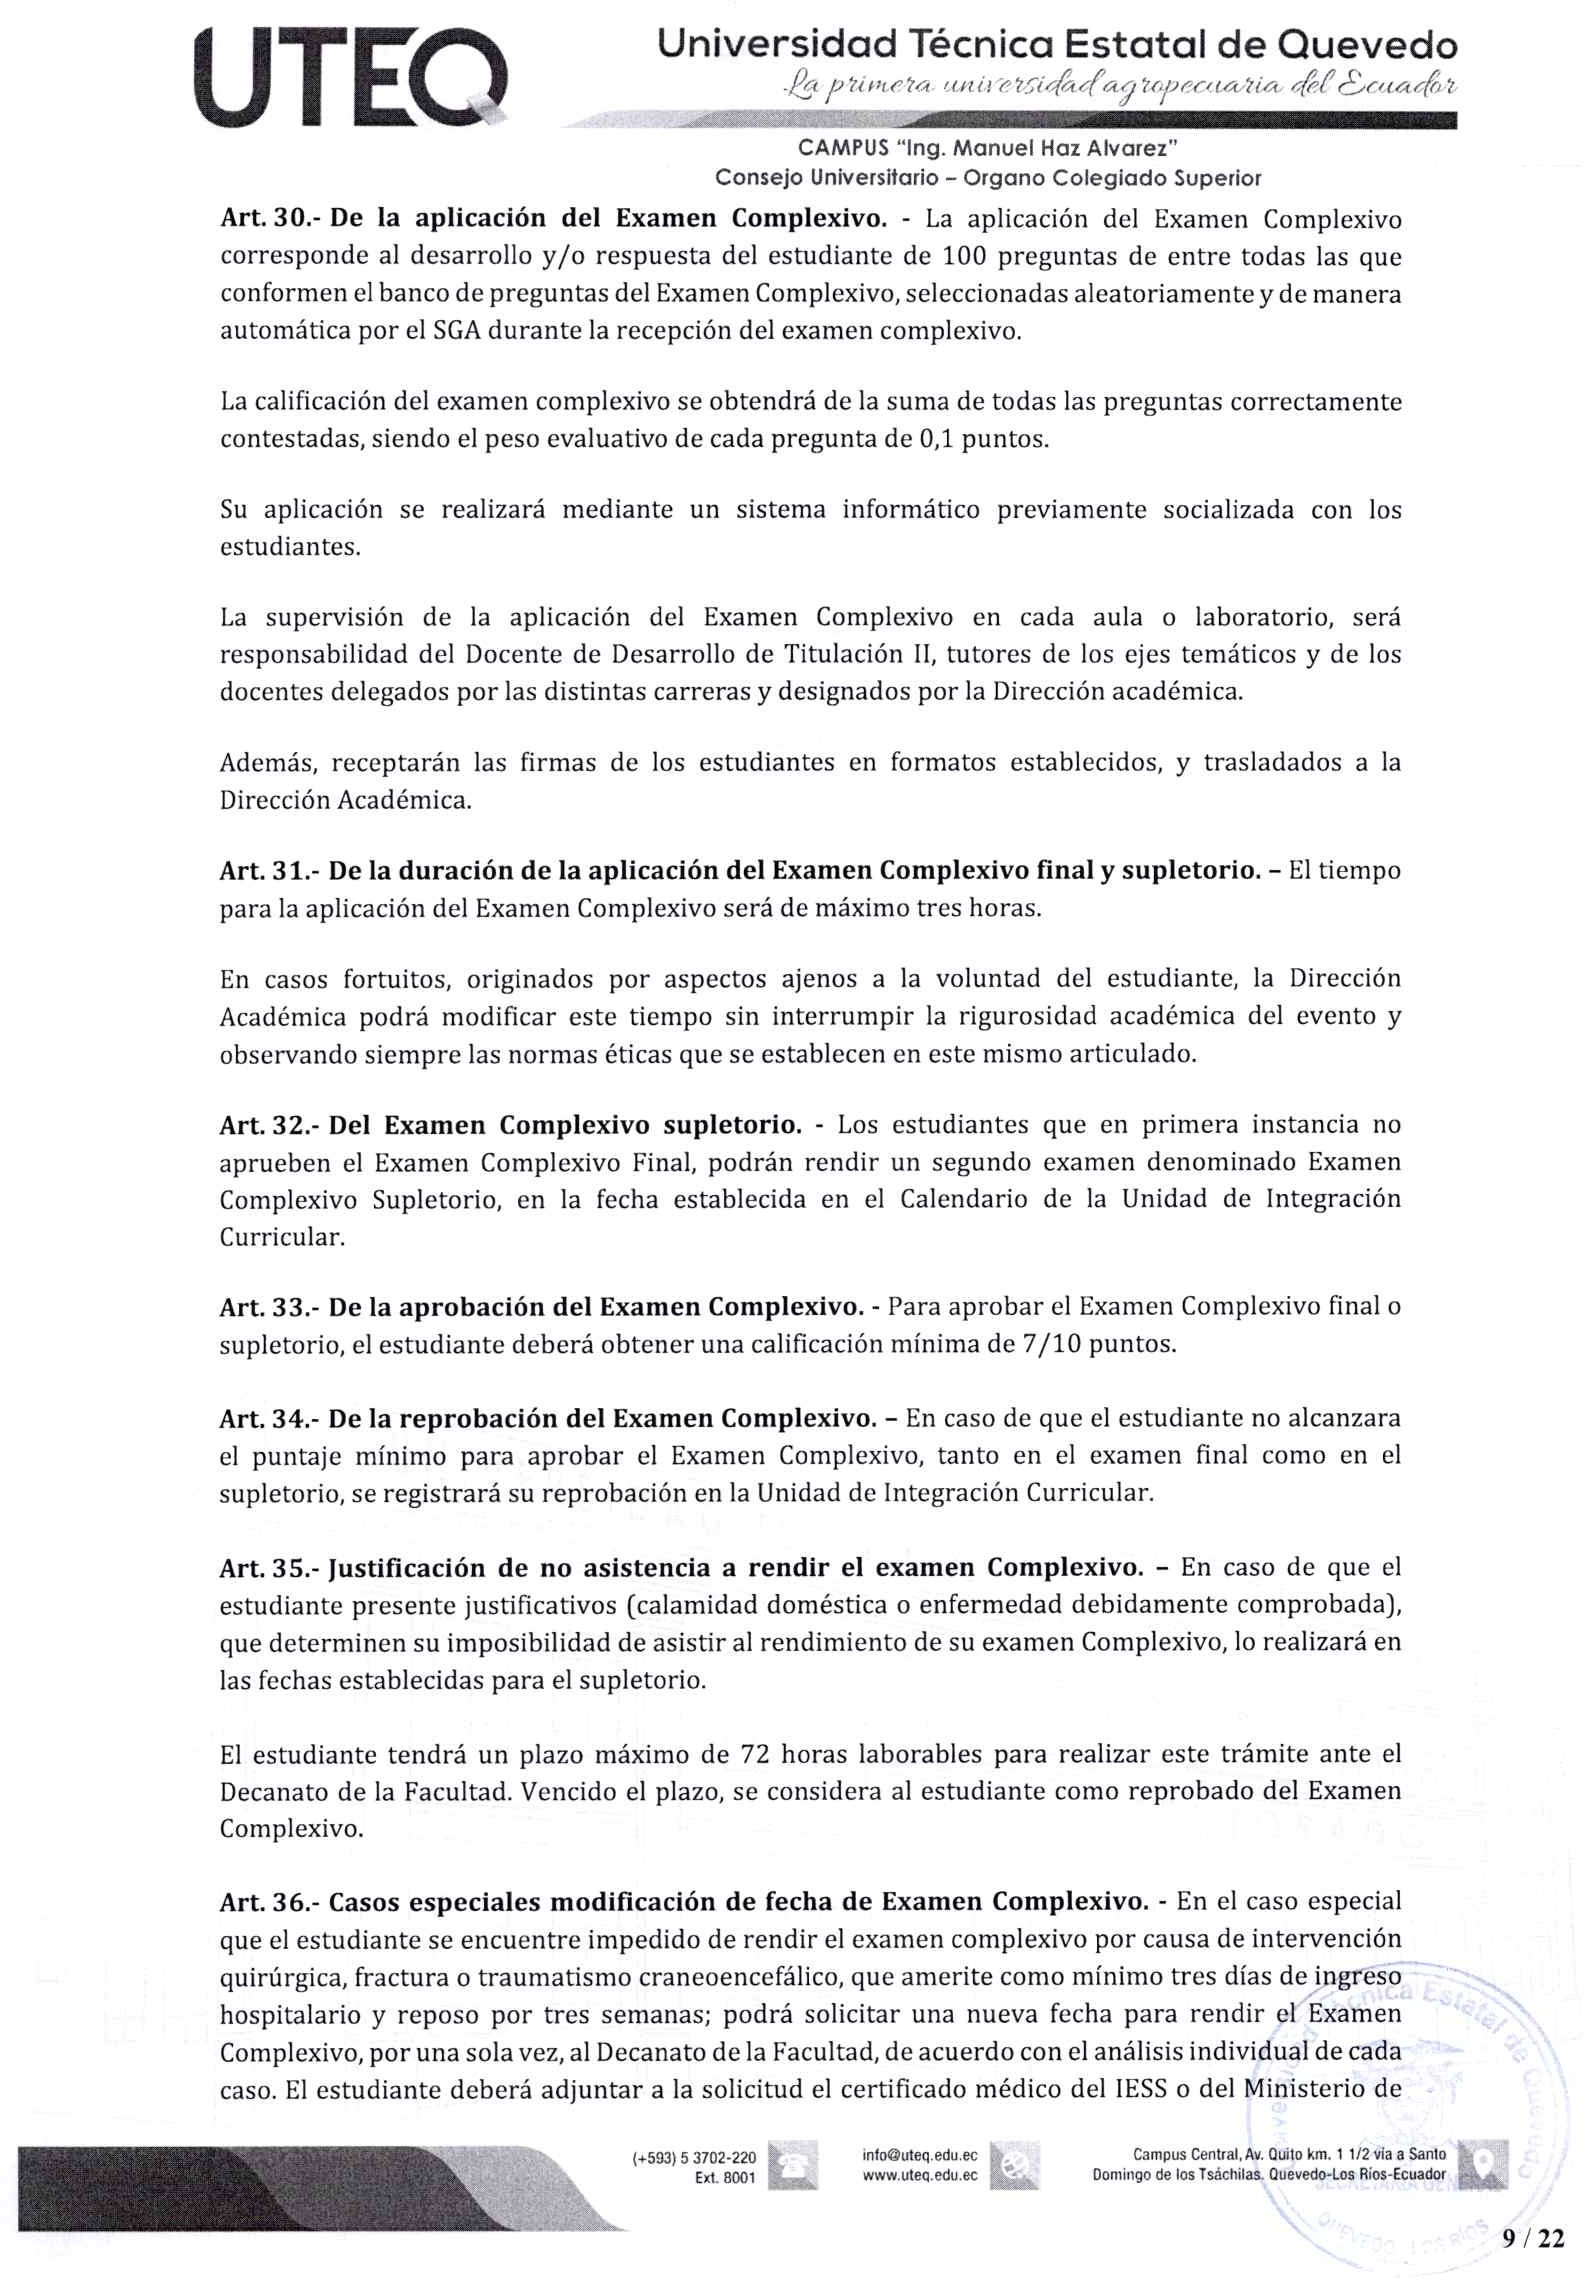 UTEQ
Universidad Técnica Estatal de Quevedo
La primera universidad agropecuaria del Ecuador
CAMPUS “Ing. Manuel Haz Alvarez”
Consejo Universitario – Organo Colegiado Superior
Art. 30.- De la aplicación del Examen Complexivo. - La aplicación del Examen Complexivo
corresponde al desarrollo y/o respuesta del estudiante de 100 preguntas de entre todas las que
conformen el banco de preguntas del Examen Complexivo, seleccionadas aleatoriamente y de manera
automática por el SGA durante la recepción del examen complexivo.
La calificación del examen complexivo se obtendrá de la suma de todas las preguntas correctamente
contestadas, siendo el peso evaluativo de cada pregunta de 0,1 puntos.
Su aplicación se realizará mediante un sistema informático previamente socializada con los
estudiantes.
La supervisión de la aplicación del Examen Complexivo en cada aula o laboratorio, será
responsabilidad del Docente de Desarrollo de Titulación II, tutores de los ejes temáticos y de los
docentes delegados por las distintas carreras y designados por la Dirección académica.
Además, receptarán las firmas de los estudiantes en formatos establecidos, y trasladados a la
Dirección Académica.
Art. 31.- De la duración de la aplicación del Examen Complexivo final y supletorio. – El tiempo
para la aplicación del Examen Complexivo será de máximo tres horas.
En casos fortuitos, originados por aspectos ajenos a la voluntad del estudiante, la Dirección
Académica podrá modificar este tiempo sin interrumpir la rigurosidad académica del evento y
observando siempre las normas éticas que se establecen en este mismo articulado.
Art. 32.- Del Examen Complexivo supletorio. - Los estudiantes que en primera instancia no
aprueben el Examen Complexivo Final, podrán rendir un segundo examen denominado Examen
Complexivo Supletorio, en la fecha establecida en el Calendario de la Unidad de Integración
Curricular.
Art. 33.- De la aprobación del Examen Complexivo. - Para aprobar el Examen Complexivo final o
supletorio, el estudiante deberá obtener una calificación mínima de 7/10 puntos.
Art. 34.- De la reprobación del Examen Complexivo. – En caso de que el estudiante no alcanzara
el puntaje mínimo para aprobar el Examen Complexivo, tanto en el examen final como en el
supletorio, se registrará su reprobación en la Unidad de Integración Curricular.
Art. 35.- Justificación de no asistencia a rendir el examen Complexivo. – En caso de que el
estudiante presente justificativos (calamidad doméstica o enfermedad debidamente comprobada),
que determinen su imposibilidad de asistir al rendimiento de su examen Complexivo, lo realizará en
las fechas establecidas para el supletorio.
El estudiante tendrá un plazo máximo de 72 horas laborables para realizar este trámite ante el
Decanato de la Facultad. Vencido el plazo, se considera al estudiante como reprobado del Examen
Complexivo.
Art. 36.- Casos especiales modificación de fecha de Examen Complexivo. - En el caso especial
que el estudiante se encuentre impedido de rendir el examen complexivo por causa de intervención
quirúrgica, fractura o traumatismo craneoencefálico, que amerite como mínimo tres días de ingreso
hospitalario y reposo por tres semanas; podrá solicitar una nueva fecha para rendir el Examen
Complexivo, por una sola vez, al Decanato de la Facultad, de acuerdo con el análisis individual de cada
caso. El estudiante deberá adjuntar a la solicitud el certificado médico del IESS o del Ministerio de
Universidad Técnica Estatal de Quevedo
SECRETARIA GENERAL
QUEVEDO LOS RÍOS
(+593) 5 3702-220
Ext. 8001
info@uteq.edu.ec
www.uteq.edu.ec
Campus Central, Av. Quito km. 1 1/2 vía a Santo
Domingo de los Tsáchilas. Quevedo-Los Ríos-Ecuador
9 / 22